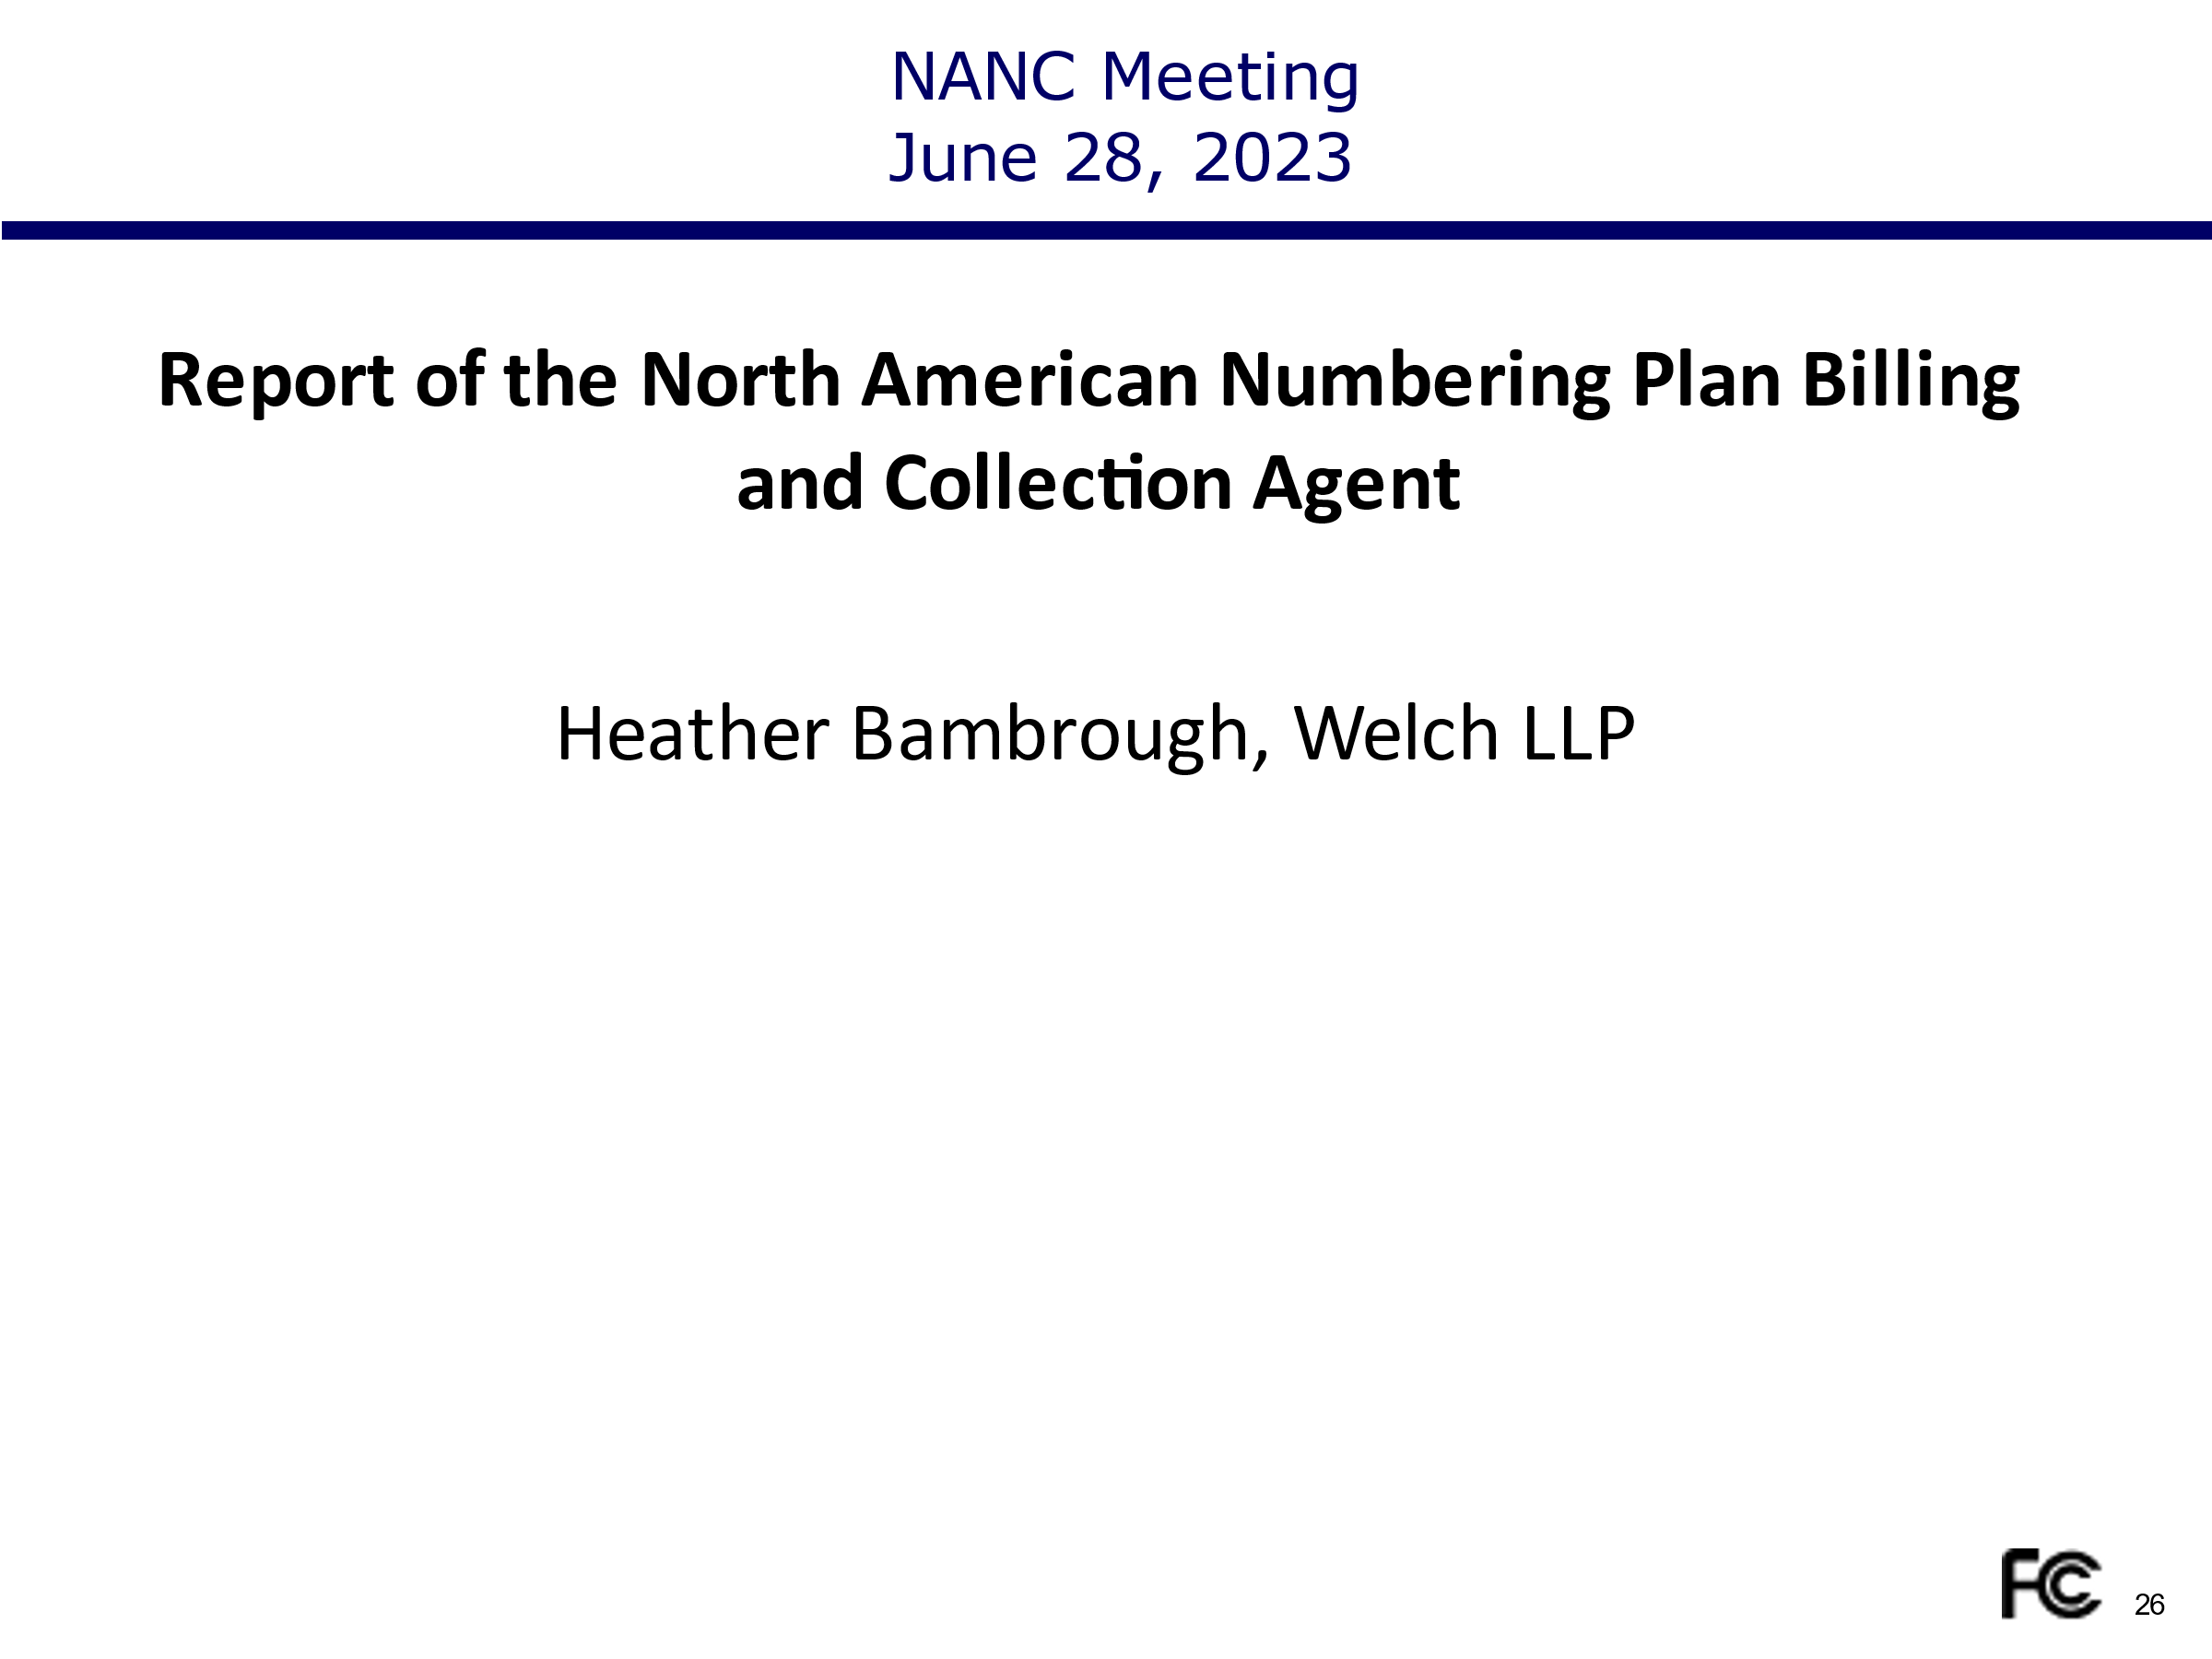 NANC Meeting
June 28, 2023
Report of the North American Numbering Plan Billing
and Collection Agent
Heather Bambrough, Welch LLP
FCC
26